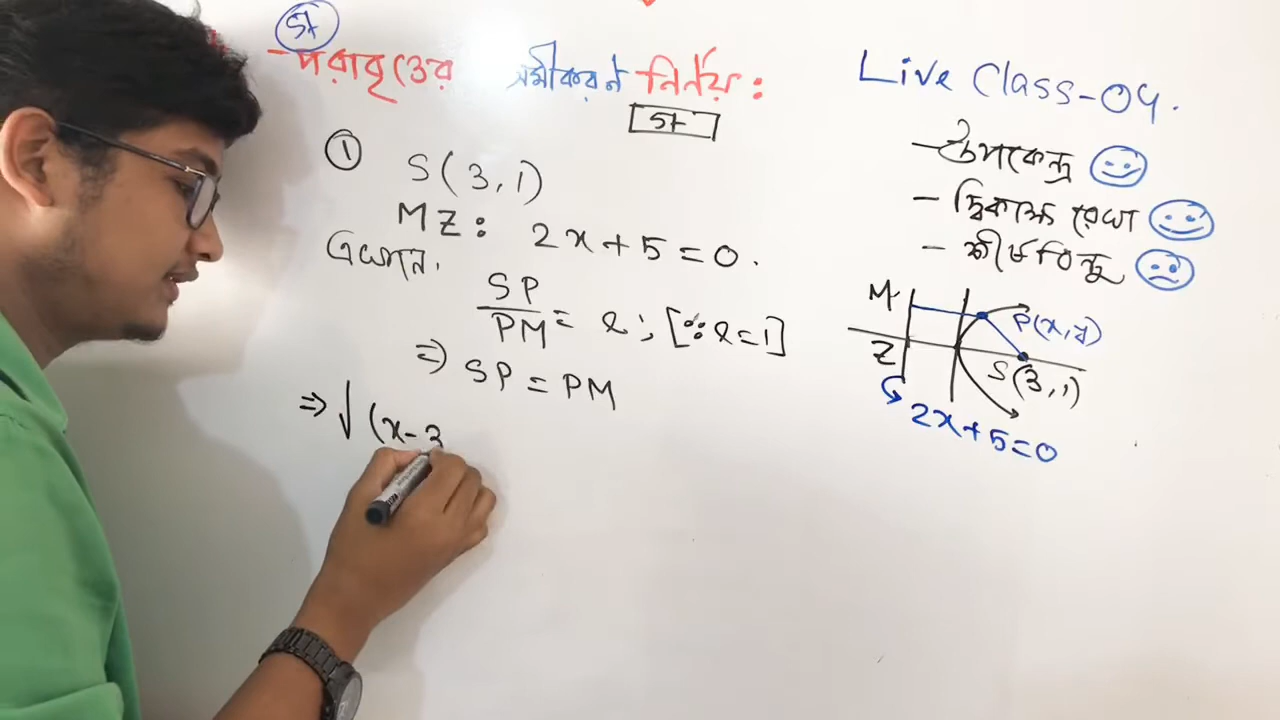 পরাবৃত্তের সমীকরণ নির্ণয়:
① S(3, 1)
MZ: 2x + 5 = 0.
এখানে,
SP/PM = e ; [∵ e = 1]
⇒ SP = PM
⇒ √(x - 3
Live Class-04.
- উপকেন্দ্র
- দ্বিকাক্ষ রেখা
- শীর্ষবিন্দু
M
P(x, y)
Z
S(3, 1)
2x + 5 = 0